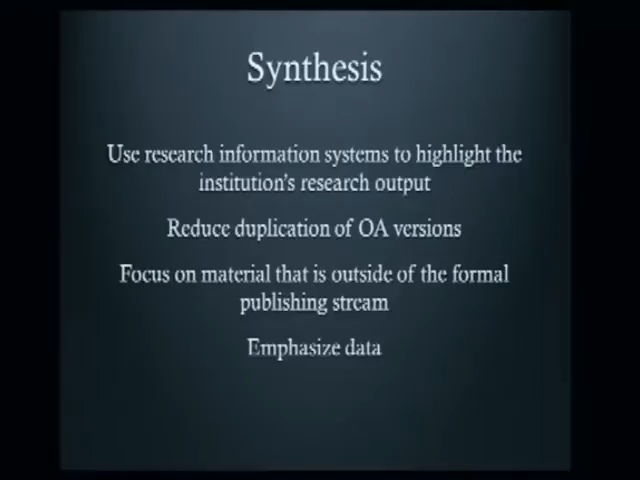 Synthesis
Use research information systems to highlight the
institution's research output
Reduce duplication of OA versions
Focus on material that is outside of the formal
publishing stream
Emphasize data